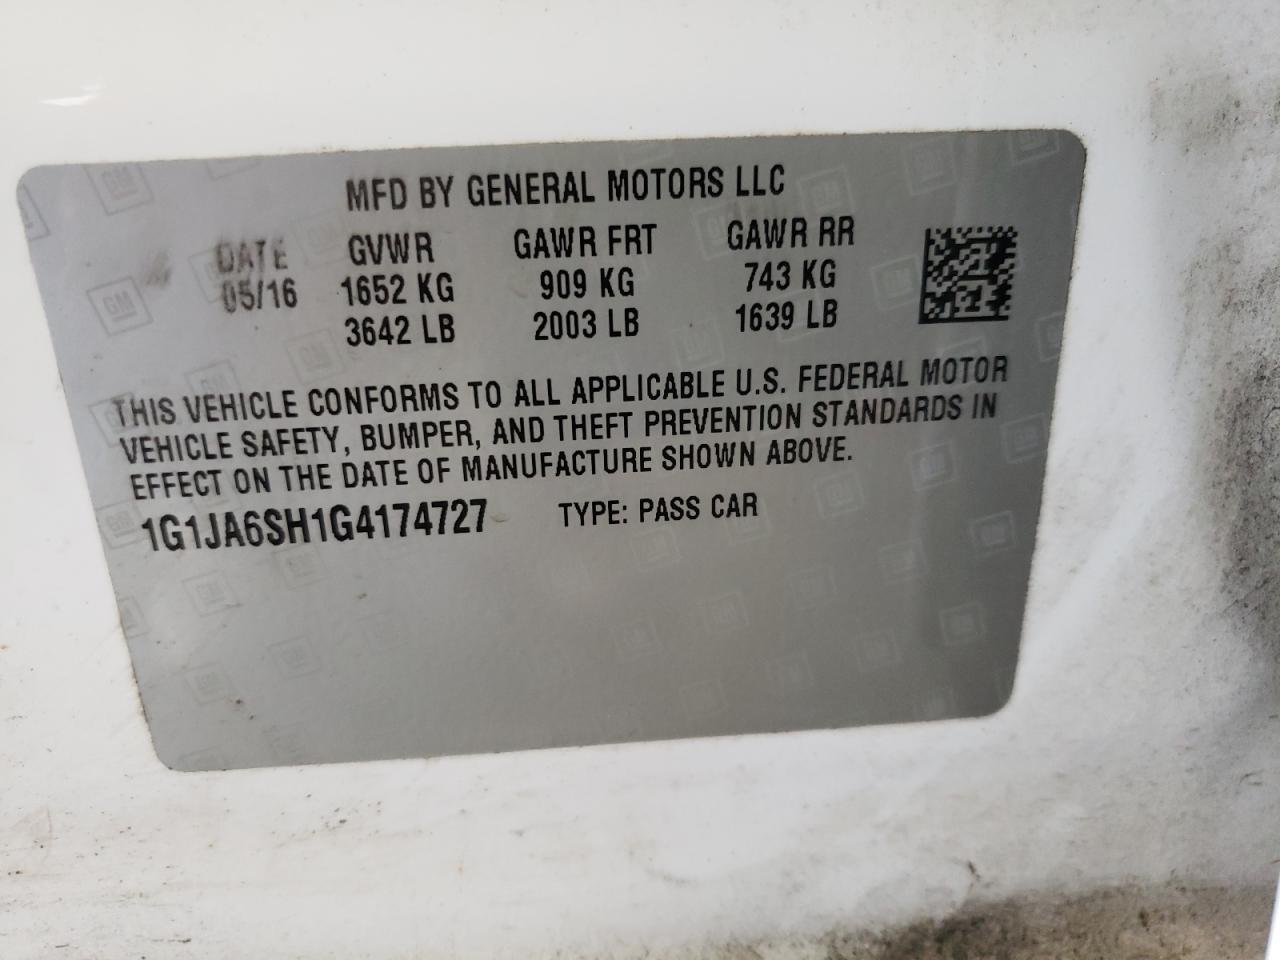 MFD BY GENERAL MOTORS LLC
DATE GVWR GAWR FRT GAWR RR
05/16 1652 KG 909 KG 743 KG
3642 LB 2003 LB 1639 LB
THIS VEHICLE CONFORMS TO ALL APPLICABLE U.S. FEDERAL MOTOR
VEHICLE SAFETY, BUMPER, AND THEFT PREVENTION STANDARDS IN
EFFECT ON THE DATE OF MANUFACTURE SHOWN ABOVE.
1G1JA6SH1G4174727 TYPE: PASS CAR